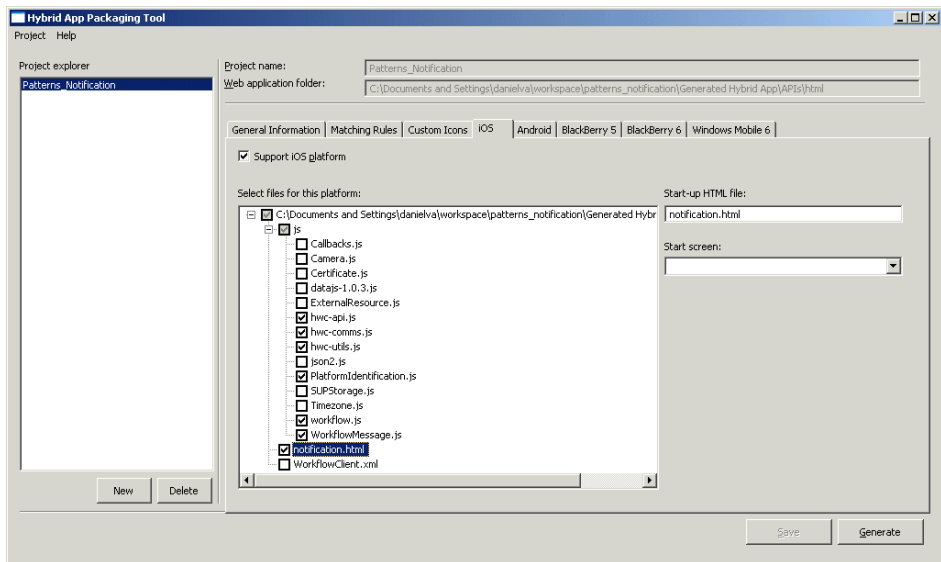 Hybrid App Packaging Tool
Project Help
Project explorer
Patterns_Notification
New Delete
Project name: Patterns_Notification
Web application folder: C:\Documents and Settings\danielva\workspace\patterns_notification\Generated Hybrid App\APIs\html
General Information Matching Rules Custom Icons iOS Android BlackBerry 5 BlackBerry 6 Windows Mobile 6
Support iOS platform
Select files for this platform:
C:\Documents and Settings\danielva\workspace\patterns_notification\Generated Hybr
js
Callbacks.js
Camera.js
Certificate.js
datajs-1.0.3.js
ExternalResource.js
hwc-api.js
hwc-comms.js
hwc-utils.js
json2.js
PlatformIdentification.js
SUPStorage.js
Timezone.js
workflow.js
WorkflowMessage.js
notification.html
WorkflowClient.xml
Start-up HTML file:
notification.html
Start screen:
Save Generate